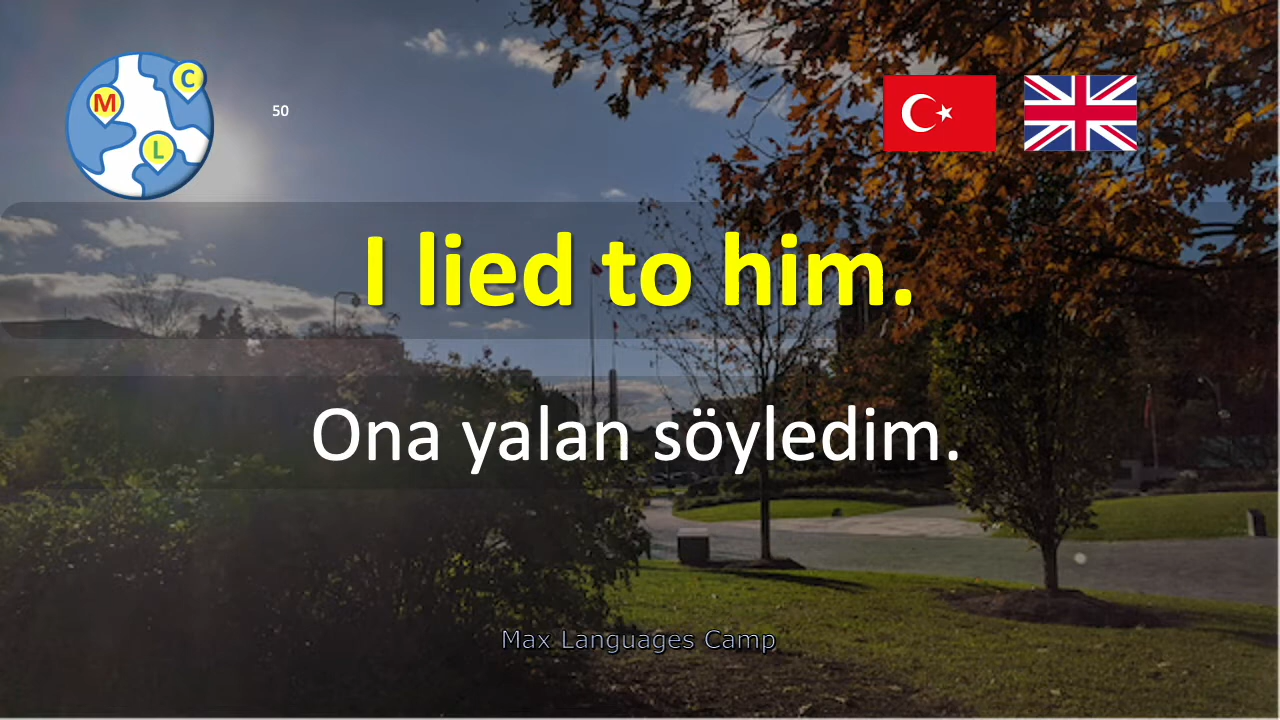 M
C
L
50
I lied to him.
Ona yalan söyledim.
Max Languages Camp